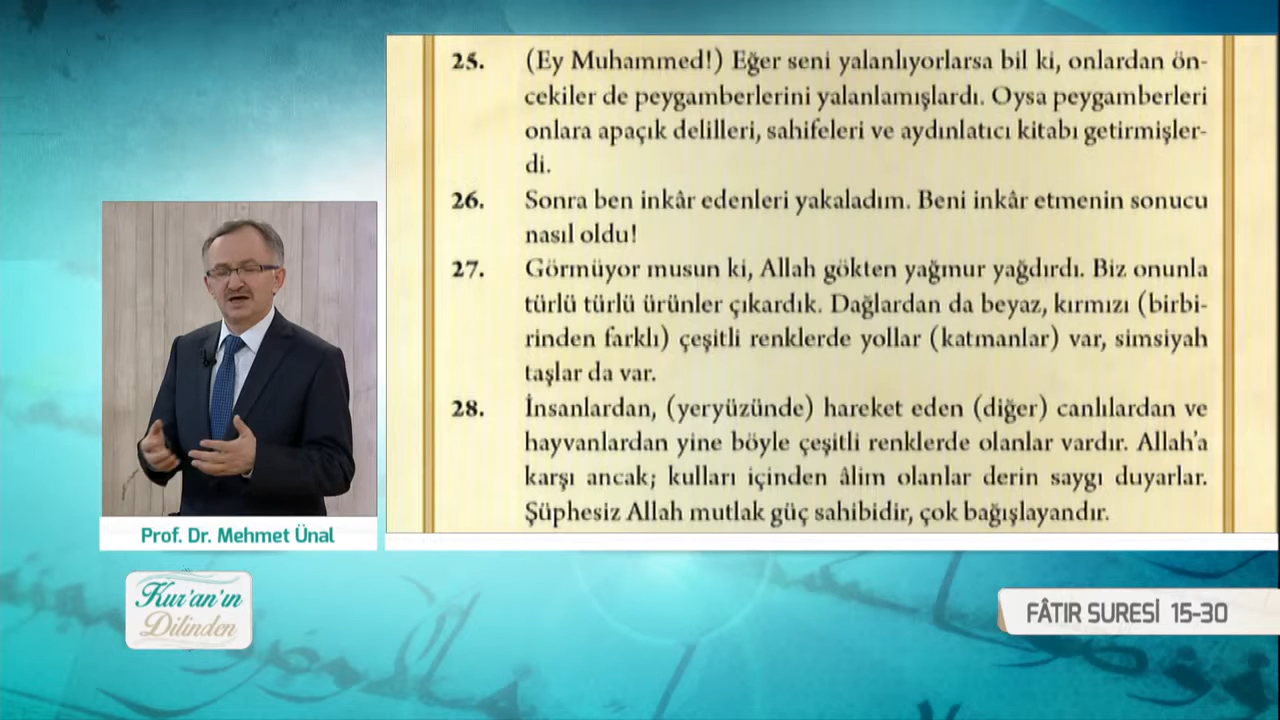 25. (Ey Muhammed!) Eğer seni yalanlıyorlarsa bil ki, onlardan ön-
cekiler de peygamberlerini yalanlamışlardı. Oysa peygamberleri
onlara apaçık delilleri, sahifeleri ve aydınlatıcı kitabı getirmişler-
di.
26. Sonra ben inkâr edenleri yakaladım. Beni inkâr etmenin sonucu
nasıl oldu!
27. Görmüyor musun ki, Allah gökten yağmur yağdırdı. Biz onunla
türlü türlü ürünler çıkardık. Dağlardan da beyaz, kırmızı (birbi-
rinden farklı) çeşitli renklerde yollar (katmanlar) var, simsiyah
taşlar da var.
28. İnsanlardan, (yeryüzünde) hareket eden (diğer) canlılardan ve
hayvanlardan yine böyle çeşitli renklerde olanlar vardır. Allah'a
karşı ancak; kulları içinden âlim olanlar derin saygı duyarlar.
Şüphesiz Allah mutlak güç sahibidir, çok bağışlayandır.
Prof. Dr. Mehmet Ünal
Kur'an'ın
Dilinden
FÂTIR SURESİ 15-30